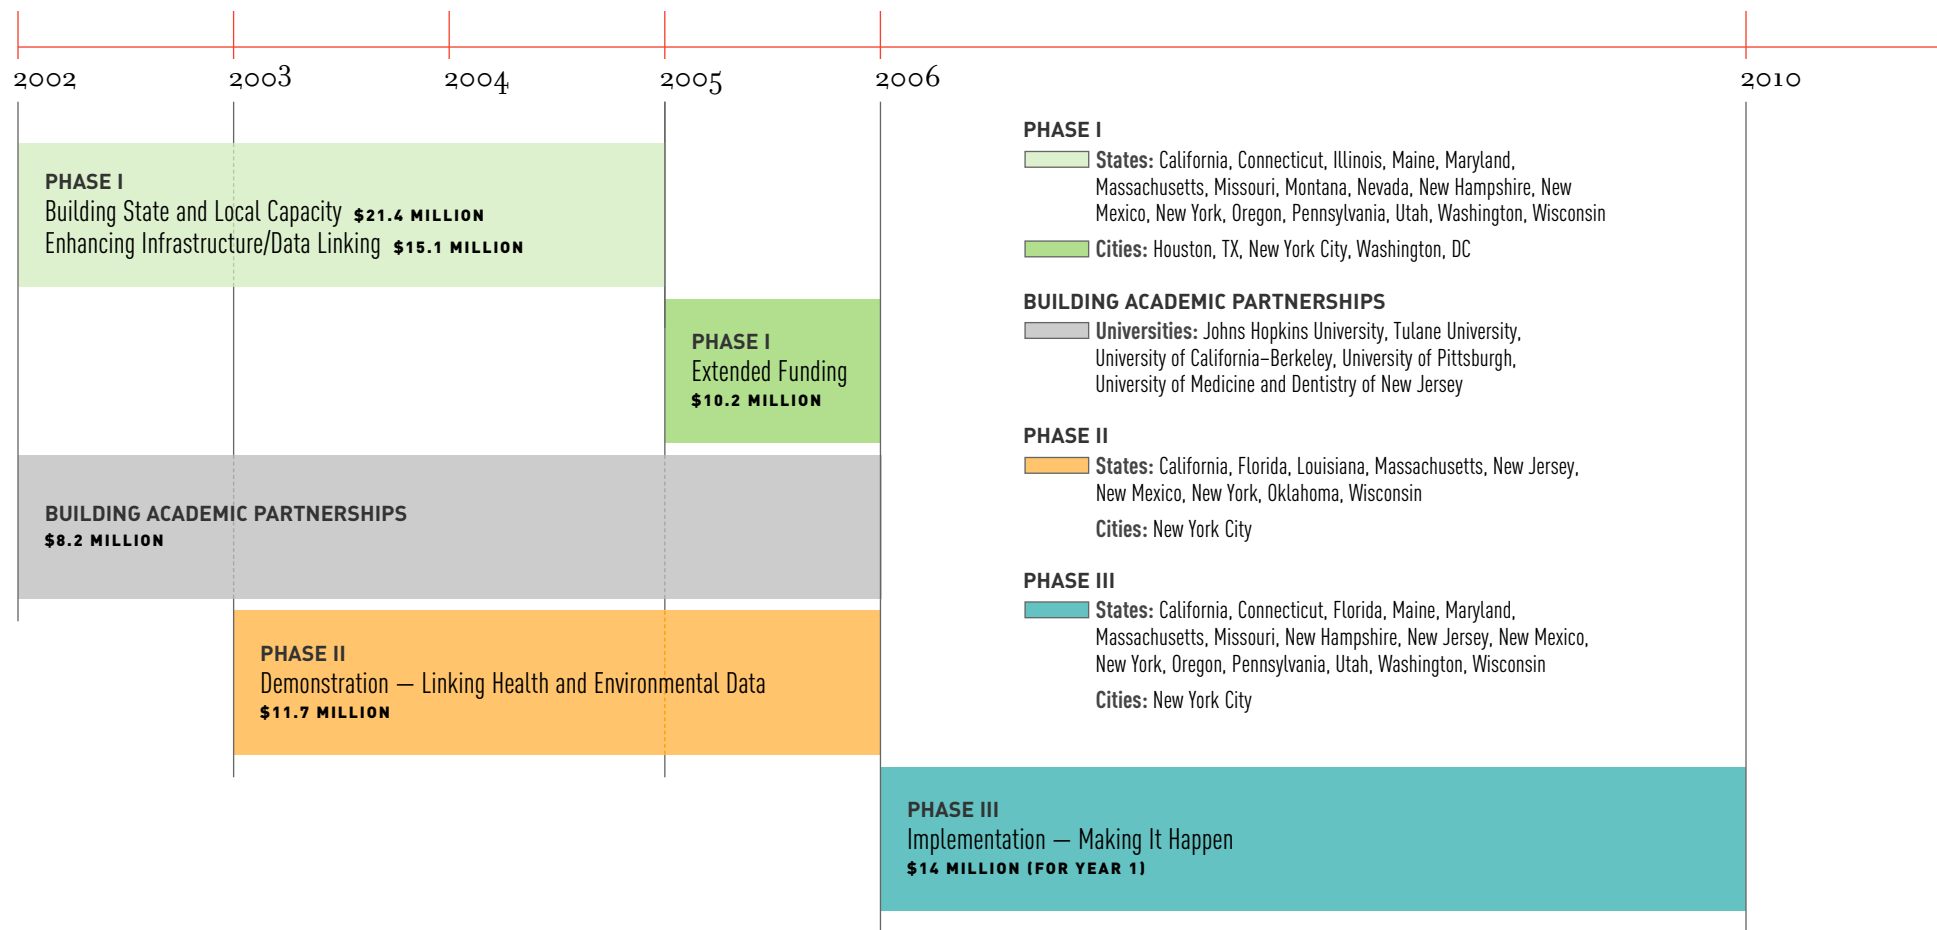 2002 2003 2004 2005 2006 2010
PHASE I
Building State and Local Capacity $21.4 MILLION
Enhancing Infrastructure/Data Linking $15.1 MILLION
PHASE I
Extended Funding
$10.2 MILLION
BUILDING ACADEMIC PARTNERSHIPS
$8.2 MILLION
PHASE II
Demonstration — Linking Health and Environmental Data
$11.7 MILLION
PHASE I
States: California, Connecticut, Illinois, Maine, Maryland,
Massachusetts, Missouri, Montana, Nevada, New Hampshire, New
Mexico, New York, Oregon, Pennsylvania, Utah, Washington, Wisconsin
Cities: Houston, TX, New York City, Washington, DC
BUILDING ACADEMIC PARTNERSHIPS
Universities: Johns Hopkins University, Tulane University,
University of California–Berkeley, University of Pittsburgh,
University of Medicine and Dentistry of New Jersey
PHASE II
States: California, Florida, Louisiana, Massachusetts, New Jersey,
New Mexico, New York, Oklahoma, Wisconsin
Cities: New York City
PHASE III
States: California, Connecticut, Florida, Maine, Maryland,
Massachusetts, Missouri, New Hampshire, New Jersey, New Mexico,
New York, Oregon, Pennsylvania, Utah, Washington, Wisconsin
Cities: New York City
PHASE III
Implementation — Making It Happen
$14 MILLION (FOR YEAR 1)